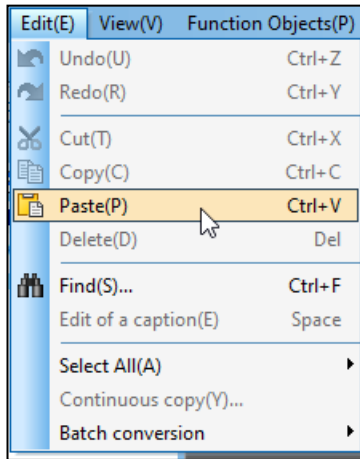 Edit(E) View(V) Function Objects(P)
Undo(U) Ctrl+Z
Redo(R) Ctrl+Y
Cut(T) Ctrl+X
Copy(C) Ctrl+C
Paste(P) Ctrl+V
Delete(D) Del
Find(S)... Ctrl+F
Edit of a caption(E) Space
Select All(A)
Continuous copy(Y)...
Batch conversion